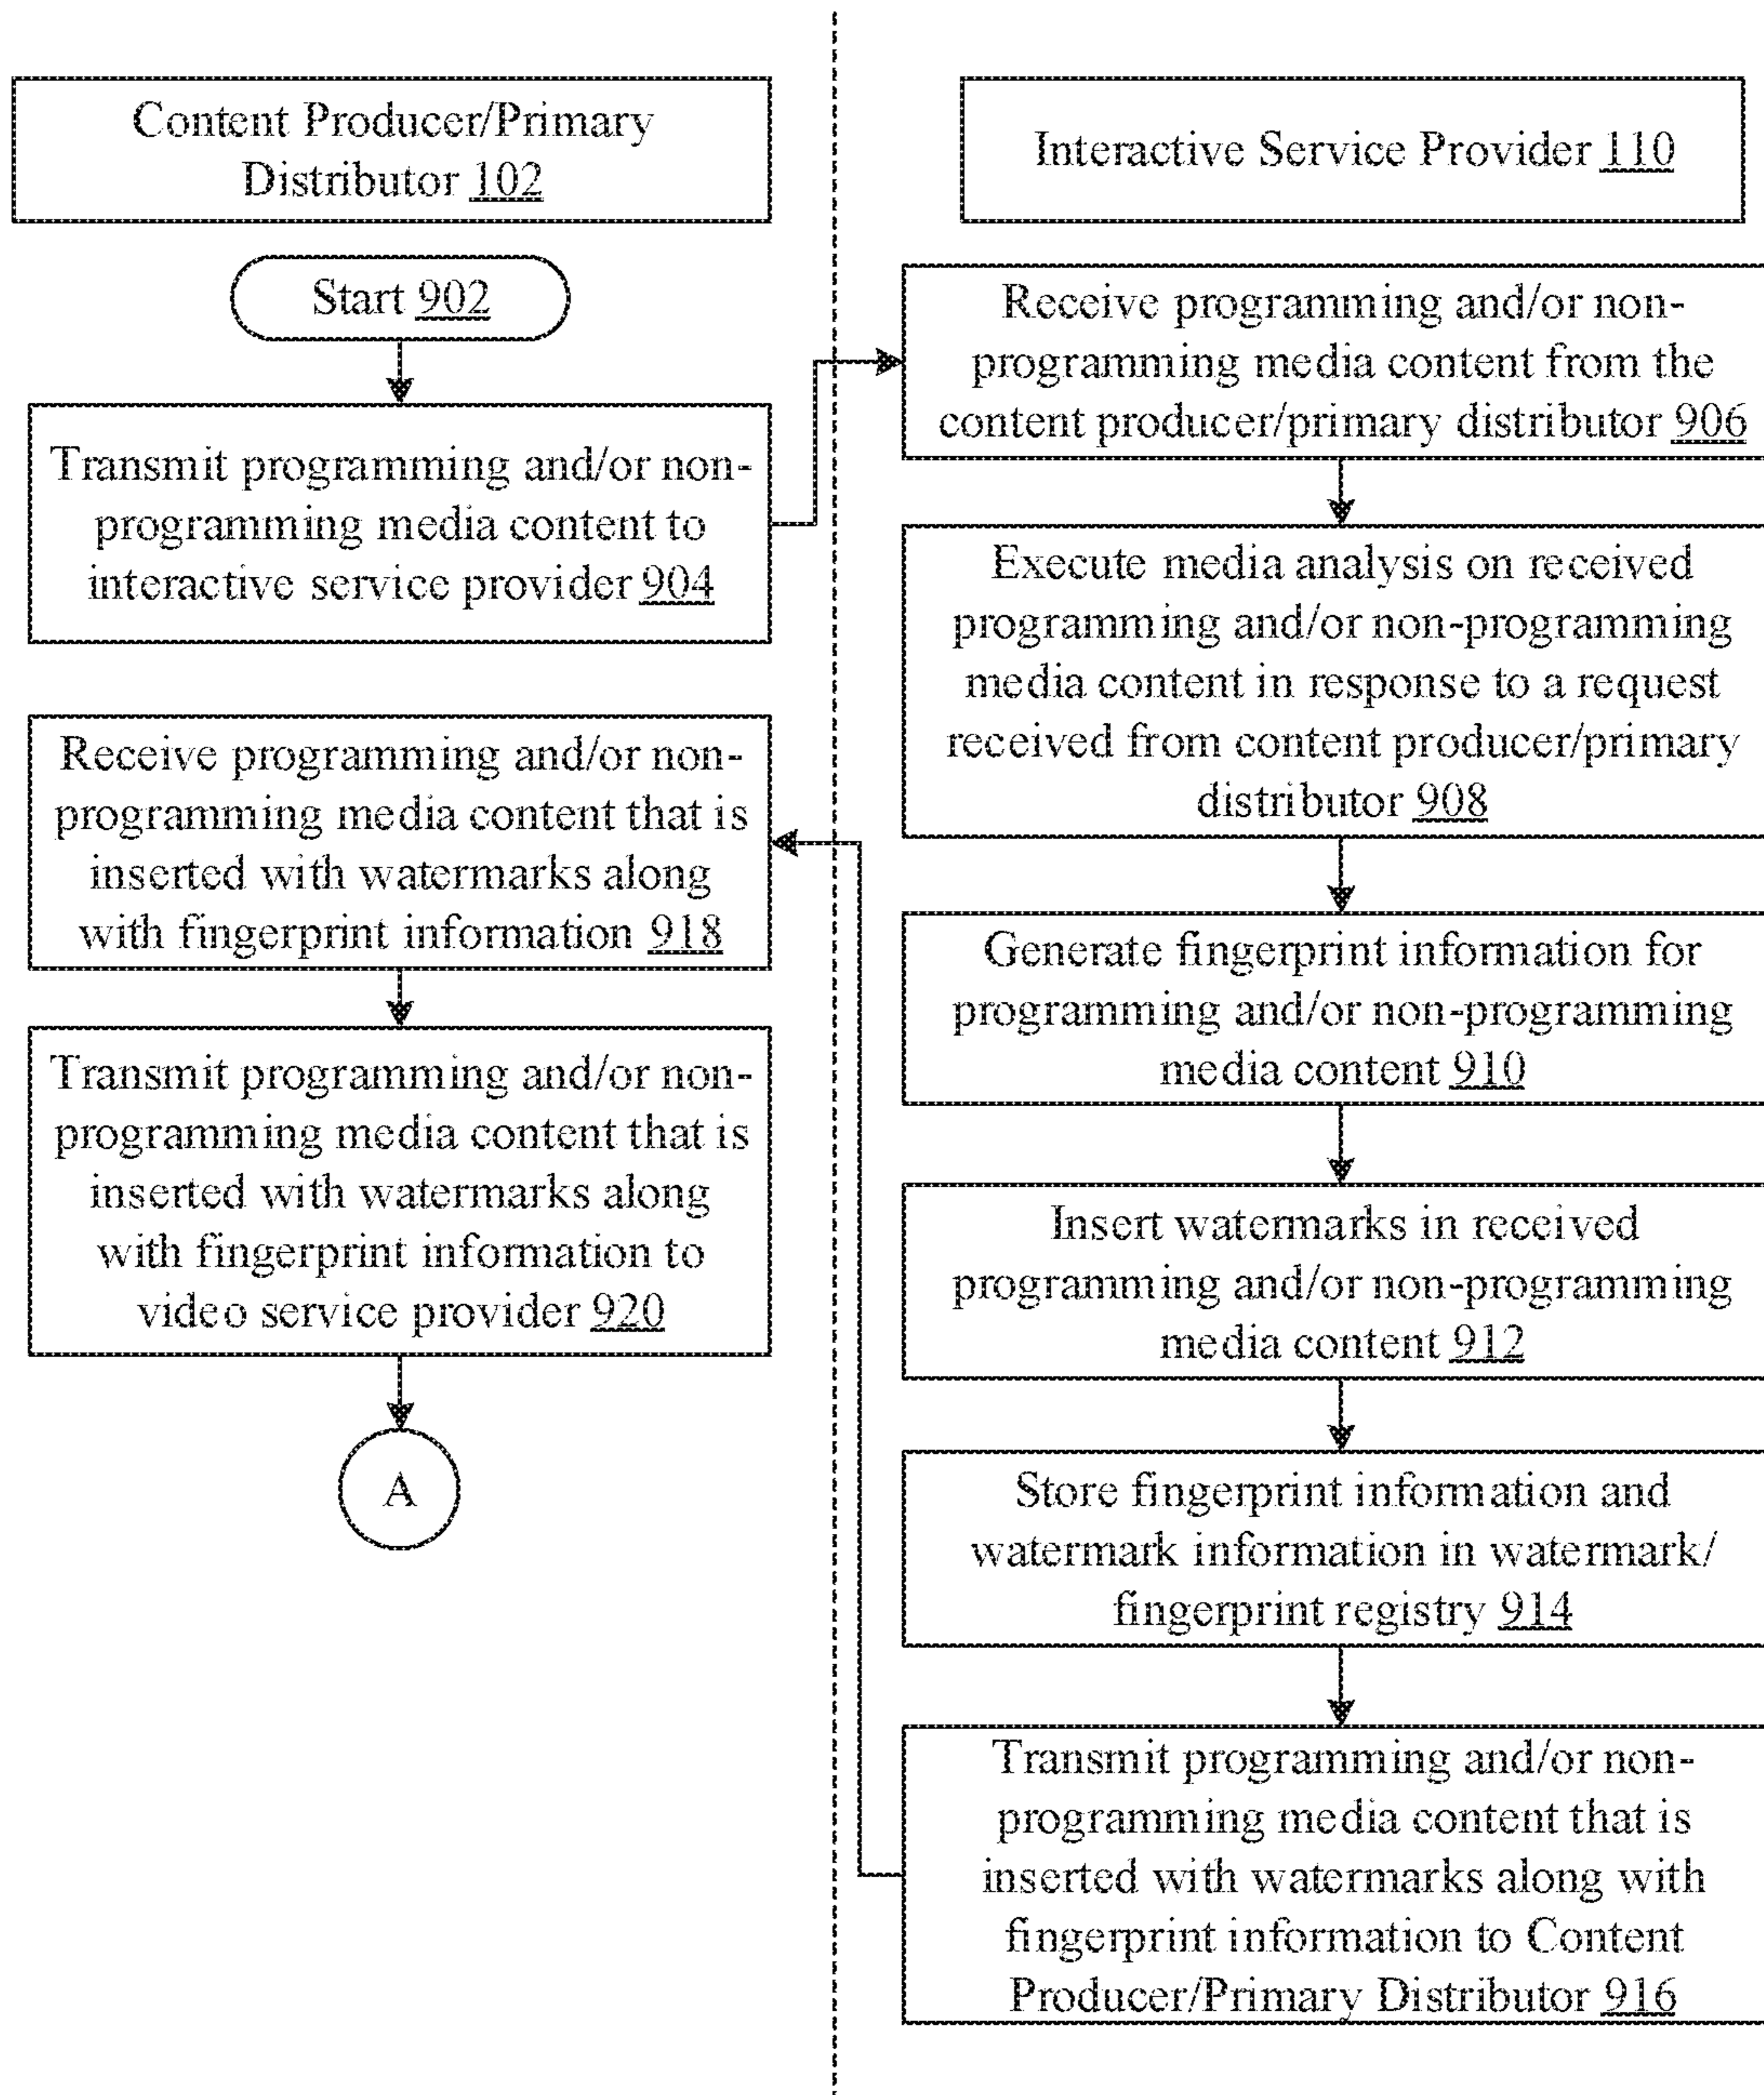 Content Producer/Primary
Distributor 102
Interactive Service Provider 110
Start 902
Transmit programming and/or non-
programming media content to
interactive service provider 904
Receive programming and/or non-
programming media content from the
content producer/primary distributor 906
Execute media analysis on received
programming and/or non-programming
media content in response to a request
received from content producer/primary
distributor 908
Generate fingerprint information for
programming and/or non-programming
media content 910
Insert watermarks in received
programming and/or non-programming
media content 912
Store fingerprint information and
watermark information in watermark/
fingerprint registry 914
Transmit programming and/or non-
programming media content that is
inserted with watermarks along with
fingerprint information to Content
Producer/Primary Distributor 916
Receive programming and/or non-
programming media content that is
inserted with watermarks along
with fingerprint information 918
Transmit programming and/or non-
programming media content that is
inserted with watermarks along
with fingerprint information to
video service provider 920
A